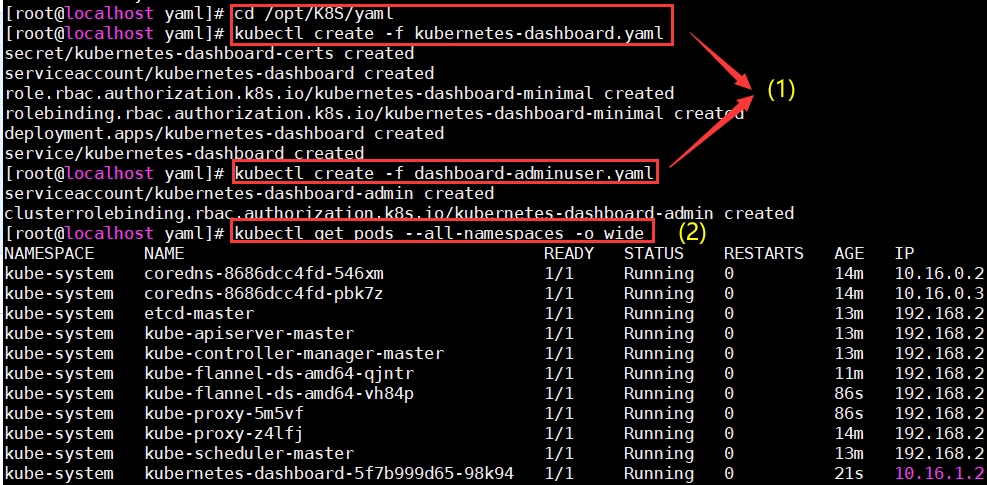 [root@localhost yaml]# cd /opt/K8S/yaml
[root@localhost yaml]# kubectl create -f kubernetes-dashboard.yaml
secret/kubernetes-dashboard-certs created
serviceaccount/kubernetes-dashboard created
(1)
role.rbac.authorization.k8s.io/kubernetes-dashboard-minimal created
rolebinding.rbac.authorization.k8s.io/kubernetes-dashboard-minimal created
deployment.apps/kubernetes-dashboard created
service/kubernetes-dashboard created
[root@localhost yaml]# kubectl create -f dashboard-adminuser.yaml
serviceaccount/kubernetes-dashboard-admin created
clusterrolebinding.rbac.authorization.k8s.io/kubernetes-dashboard-admin created
[root@localhost yaml]# kubectl get pods --all-namespaces -o wide (2)
NAMESPACE NAME READY STATUS RESTARTS AGE IP
kube-system coredns-8686dcc4fd-546xm 1/1 Running 0 14m 10.16.0.2
kube-system coredns-8686dcc4fd-pbk7z 1/1 Running 0 14m 10.16.0.3
kube-system etcd-master 1/1 Running 0 13m 192.168.2
kube-system kube-apiserver-master 1/1 Running 0 13m 192.168.2
kube-system kube-controller-manager-master 1/1 Running 0 13m 192.168.2
kube-system kube-flannel-ds-amd64-qjntr 1/1 Running 0 11m 192.168.2
kube-system kube-flannel-ds-amd64-vh84p 1/1 Running 0 86s 192.168.2
kube-system kube-proxy-5m5vf 1/1 Running 0 86s 192.168.2
kube-system kube-proxy-z4lfj 1/1 Running 0 14m 192.168.2
kube-system kube-scheduler-master 1/1 Running 0 13m 192.168.2
kube-system kubernetes-dashboard-5f7b999d65-98k94 1/1 Running 0 21s 10.16.1.2